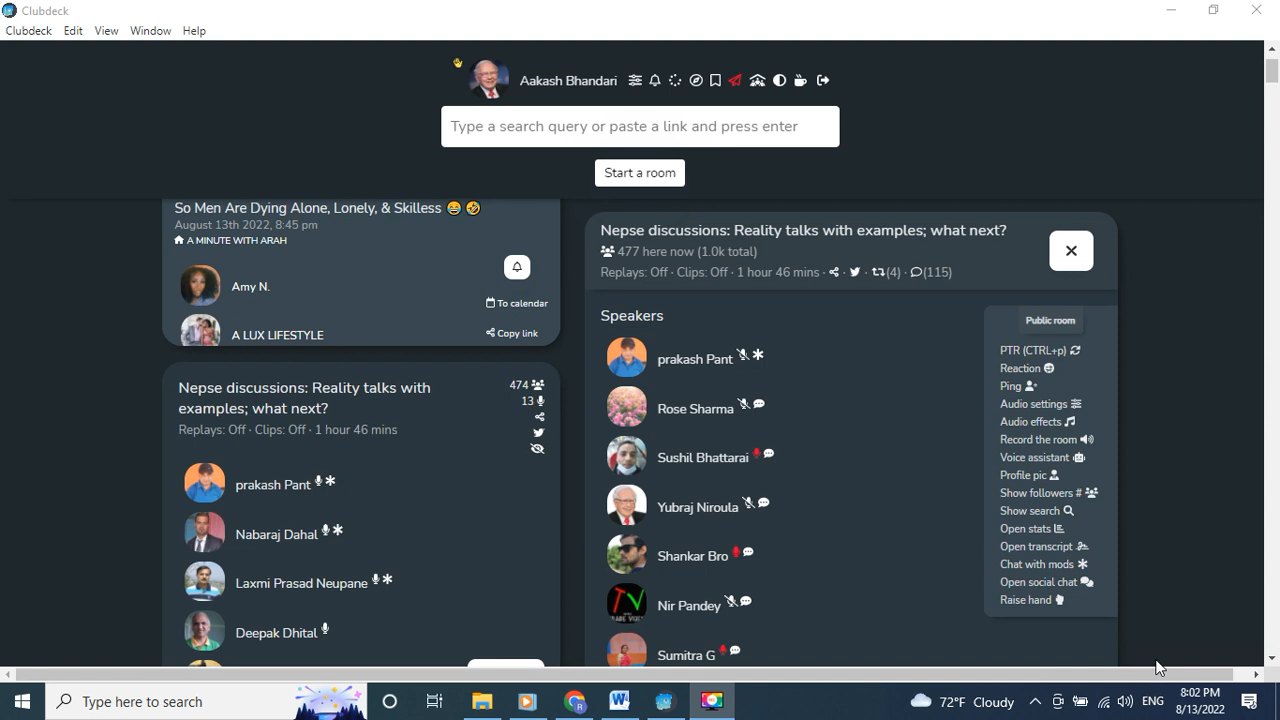 Clubdeck
Clubdeck Edit View Window Help
Aakash Bhandari
Type a search query or paste a link and press enter
Start a room
So Men Are Dying Alone, Lonely, & Skilless 😂 🤣
August 13th 2022, 8:45 pm
A MINUTE WITH ARAH
Amy N.
To calendar
A LUX LIFESTYLE
Copy link
Nepse discussions: Reality talks with
examples; what next?
Replays: Off · Clips: Off · 1 hour 46 mins
474
13
prakash Pant
Nabaraj Dahal
Laxmi Prasad Neupane
Deepak Dhital
Nepse discussions: Reality talks with examples; what next?
477 here now (1.0k total)
Replays: Off · Clips: Off · 1 hour 46 mins · · · (4) · (115)
Speakers
prakash Pant
Rose Sharma
Sushil Bhattarai
Yubraj Niroula
Shankar Bro
Nir Pandey
Sumitra G
Public room
PTR (CTRL+p)
Reaction
Ping
Audio settings
Audio effects
Record the room
Voice assistant
Profile pic
Show followers #
Show search
Open stats
Open transcript
Chat with mods
Open social chat
Raise hand
Type here to search
72°F Cloudy
ENG
8:02 PM
8/13/2022